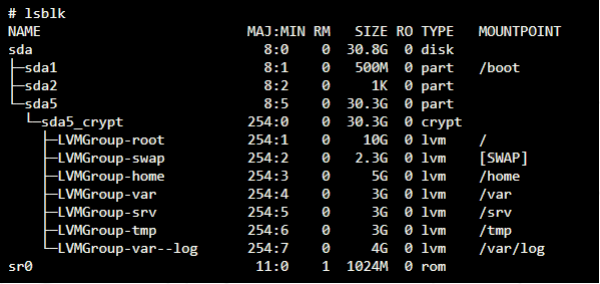 # lsblk
NAME                        MAJ:MIN RM   SIZE RO TYPE  MOUNTPOINT
sda                           8:0    0  30.8G  0 disk
├─sda1                        8:1    0   500M  0 part  /boot
├─sda2                        8:2    0     1K  0 part
└─sda5                        8:5    0  30.3G  0 part
  └─sda5_crypt              254:0    0  30.3G  0 crypt
    ├─LVMGroup-root         254:1    0    10G  0 lvm   /
    ├─LVMGroup-swap         254:2    0   2.3G  0 lvm   [SWAP]
    ├─LVMGroup-home         254:3    0     5G  0 lvm   /home
    ├─LVMGroup-var          254:4    0     3G  0 lvm   /var
    ├─LVMGroup-srv          254:5    0     3G  0 lvm   /srv
    ├─LVMGroup-tmp          254:6    0     3G  0 lvm   /tmp
    └─LVMGroup-var--log     254:7    0     4G  0 lvm   /var/log
sr0                          11:0    1  1024M  0 rom